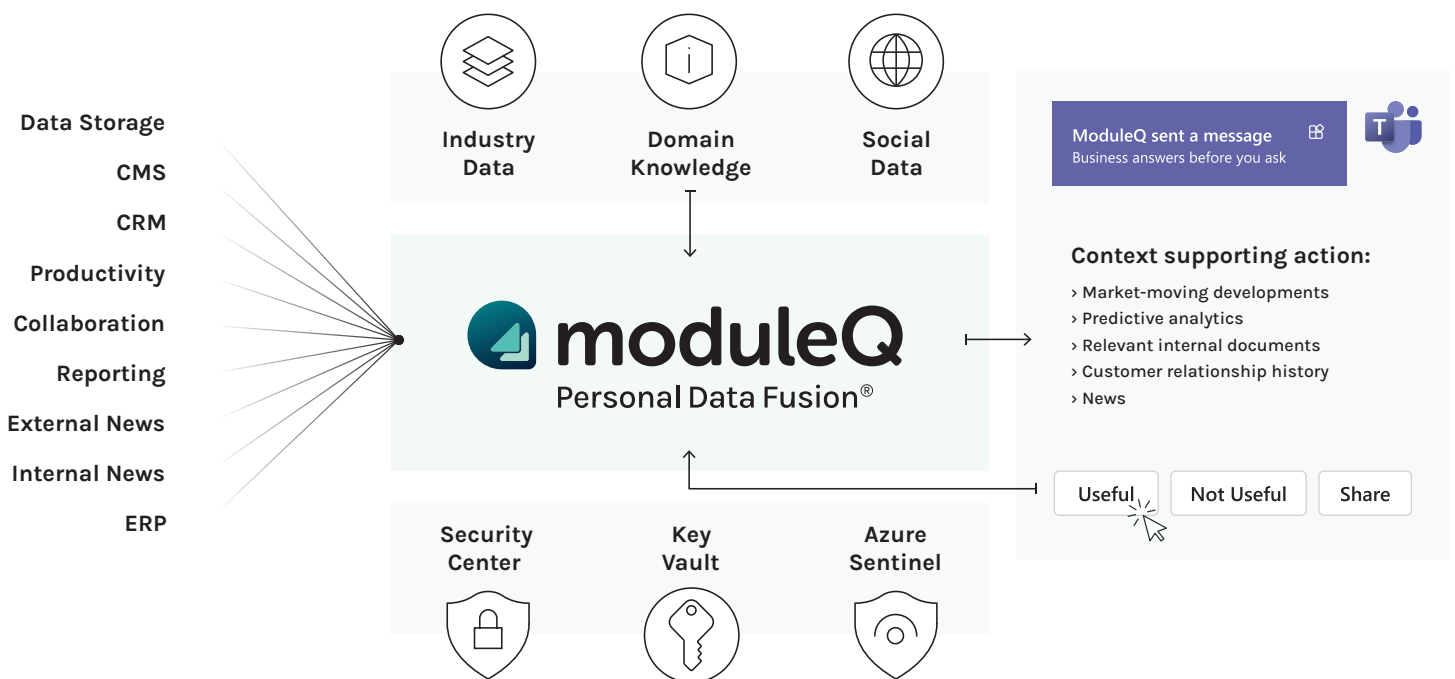 Data Storage
CMS
CRM
Productivity
Collaboration
Reporting
External News
Internal News
ERP
Industry
Data
Domain
Knowledge
Social
Data
moduleQ
Personal Data Fusion®
Security
Center
Key
Vault
Azure
Sentinel
ModuleQ sent a message
Business answers before you ask
T
Context supporting action:
› Market-moving developments
› Predictive analytics
› Relevant internal documents
› Customer relationship history
› News
Useful
Not Useful
Share